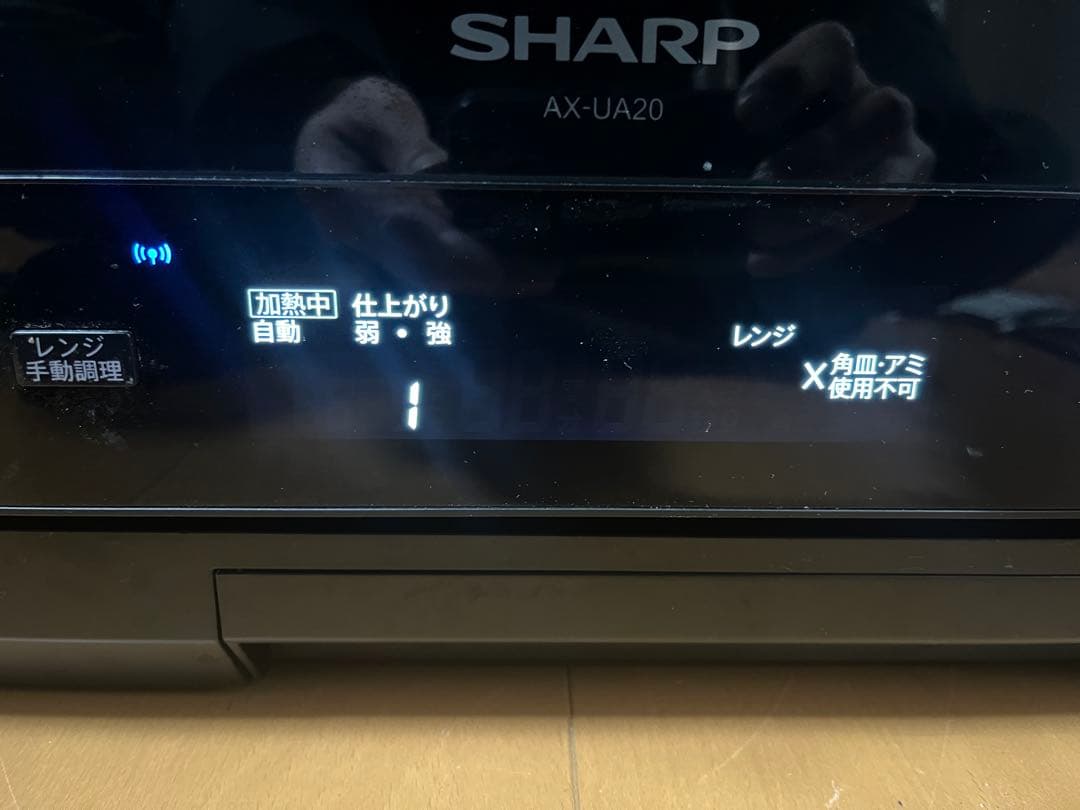 SHARP
AX-UA20
加熱中 仕上がり
自動 弱・強
レンジ
手動調理
レンジ
X 角皿・アミ
使用不可
1